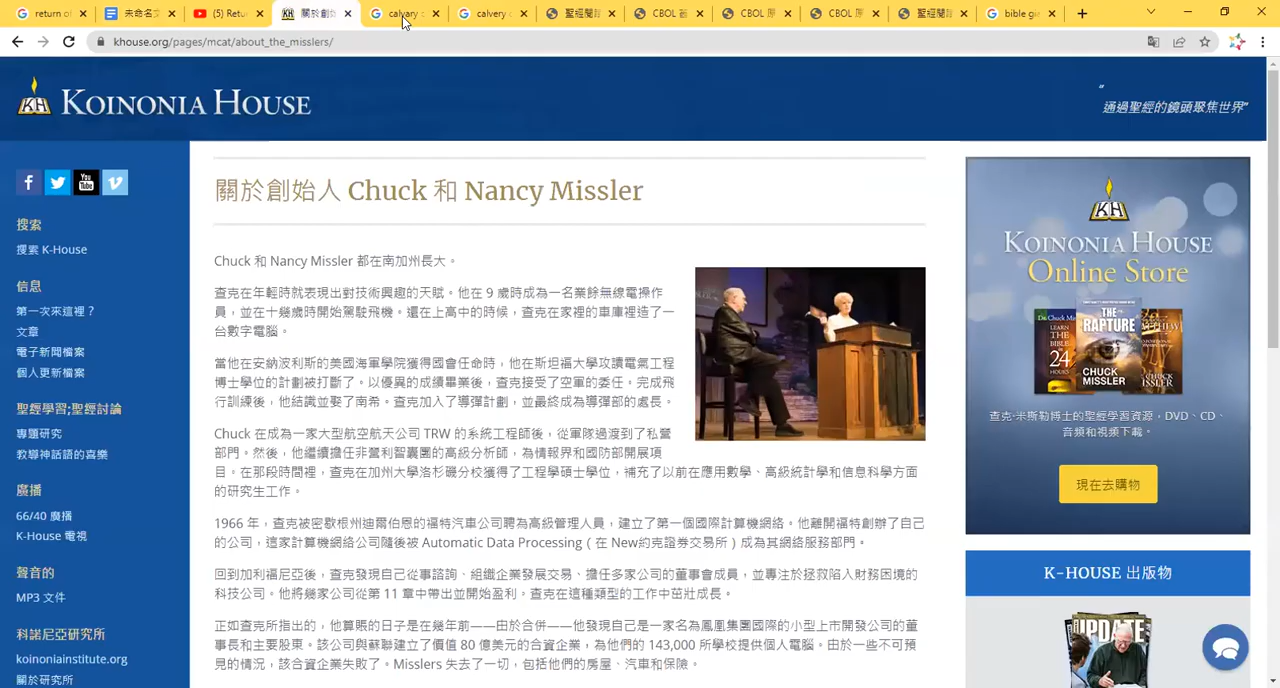 return of
未命名文
(5) Retu
關於創始
calvary
calvery c
聖經閱讀
CBOL
CBOL 原
CBOL 原
聖經閱讀
bible gi
khouse.org/pages/mcat/about_the_misslers/
KH KOINONIA HOUSE
“
通過聖經的鏡頭聚焦世界”
搜索
搜索 K-House
信息
第一次來這裡？
文章
電子新聞檔案
個人更新檔案
聖經學習;聖經討論
專題研究
教導神話語的喜樂
廣播
66/40 廣播
K-House 電視
聲音的
MP3 文件
科諾尼亞研究所
koinoniainstitute.org
關於研究所
關於創始人 Chuck 和 Nancy Missler
Chuck 和 Nancy Missler 都在南加州長大。
查克在年輕時就表現出對技術興趣的天賦。他在 9 歲時成為一名業餘無線電操作
員，並在十幾歲時開始駕駛飛機。還在上高中的時候，查克在家裡的車庫裡造了一
台數字電腦。
當他在安納波利斯的美國海軍學院獲得國會任命時，他在斯坦福大學攻讀電氣工程
博士學位的計劃被打斷了。以優異的成績畢業後，查克接受了空軍的委任。完成飛
行訓練後，他結識並娶了南希。查克加入了導彈計劃，並最終成為導彈部的處長。
Chuck 在成為一家大型航空航天公司 TRW 的系統工程師後，從軍隊過渡到了私營
部門。然後，他繼續擔任非營利智囊團的高級分析師，為情報界和國防部開展項
目。在那段時間裡，查克在加州大學洛杉磯分校獲得了工程學碩士學位，補充了以前在應用數學、高級統計學和信息科學方面
的研究生工作。
1966 年，查克被密歇根州迪爾伯恩的福特汽車公司聘為高級管理人員，建立了第一個國際計算機網絡。他離開福特創辦了自己
的公司，這家計算機網絡公司隨後被 Automatic Data Processing（在 New約克證券交易所）成為其網絡服務部門。
回到加利福尼亞後，查克發現自己從事諮詢、組織企業發展交易、擔任多家公司的董事會成員，並專注於拯救陷入財務困境的
科技公司。他將幾家公司從第 11 章中帶出並開始盈利，查克在這種類型的工作中茁壯成長。
正如查克所指出的，他算賬的日子是在幾年前——由於合併——他發現自己是一家名為鳳凰集團國際的小型上市開發公司的董
事長和主要股東。該公司與蘇聯建立了價值 80 億美元的合資企業，為他們的 143,000 所學校提供個人電腦。由於一些不可預
見的情況，該合資企業失敗了。Misslers 失去了一切，包括他們的房屋、汽車和保險。
KH
KOINONIA HOUSE
Online Store
LEARN THE BIBLE IN 24 HOURS
THE RAPTURE
CHUCK MISSLER
查克·米斯勒博士的聖經學習資源，DVD、CD、
音頻和視頻下載。
現在去購物
K-HOUSE 出版物
UPDATE